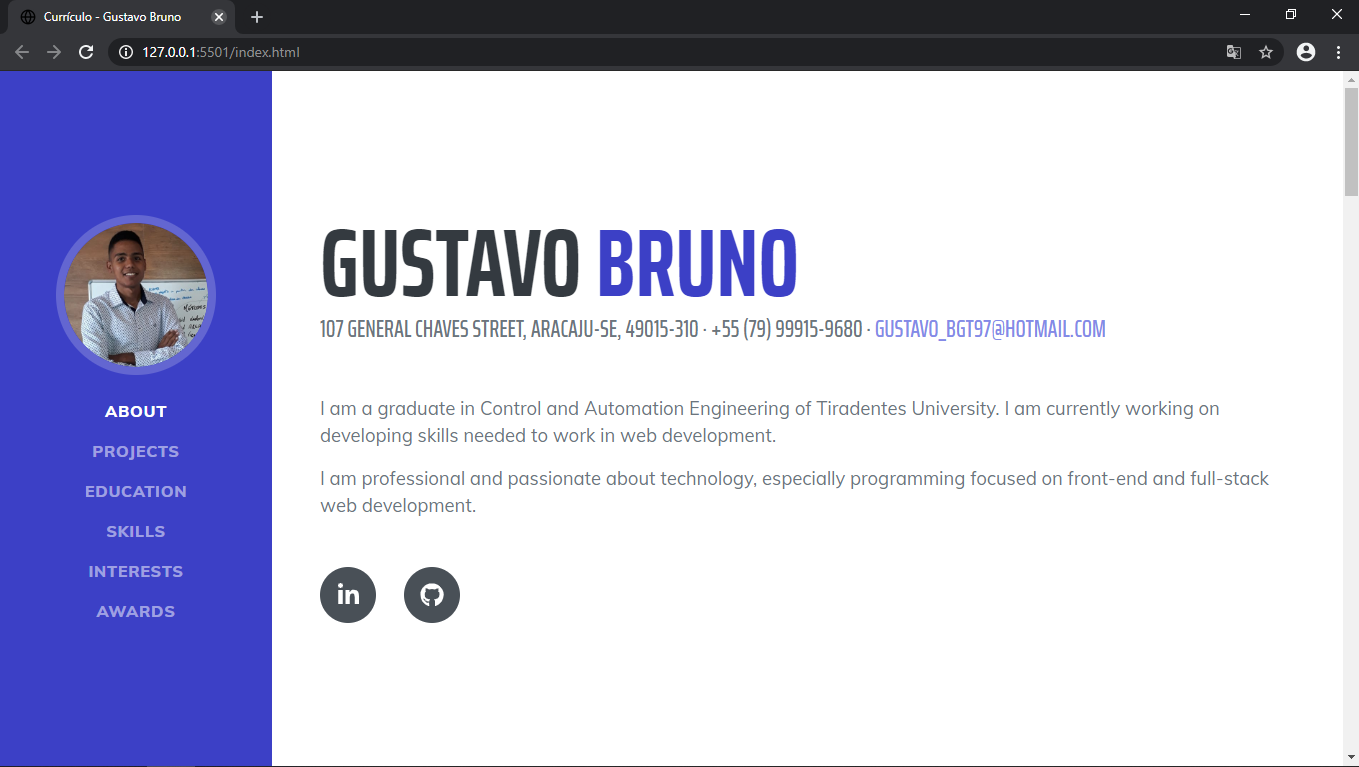 Currículo - Gustavo Bruno
127.0.0.1:5501/index.html
GUSTAVO BRUNO
107 GENERAL CHAVES STREET, ARACAJU-SE, 49015-310 · +55 (79) 99915-9680 · GUSTAVO_BGT97@HOTMAIL.COM
ABOUT
PROJECTS
EDUCATION
SKILLS
INTERESTS
AWARDS
I am a graduate in Control and Automation Engineering of Tiradentes University. I am currently working on
developing skills needed to work in web development.
I am professional and passionate about technology, especially programming focused on front-end and full-stack
web development.
in